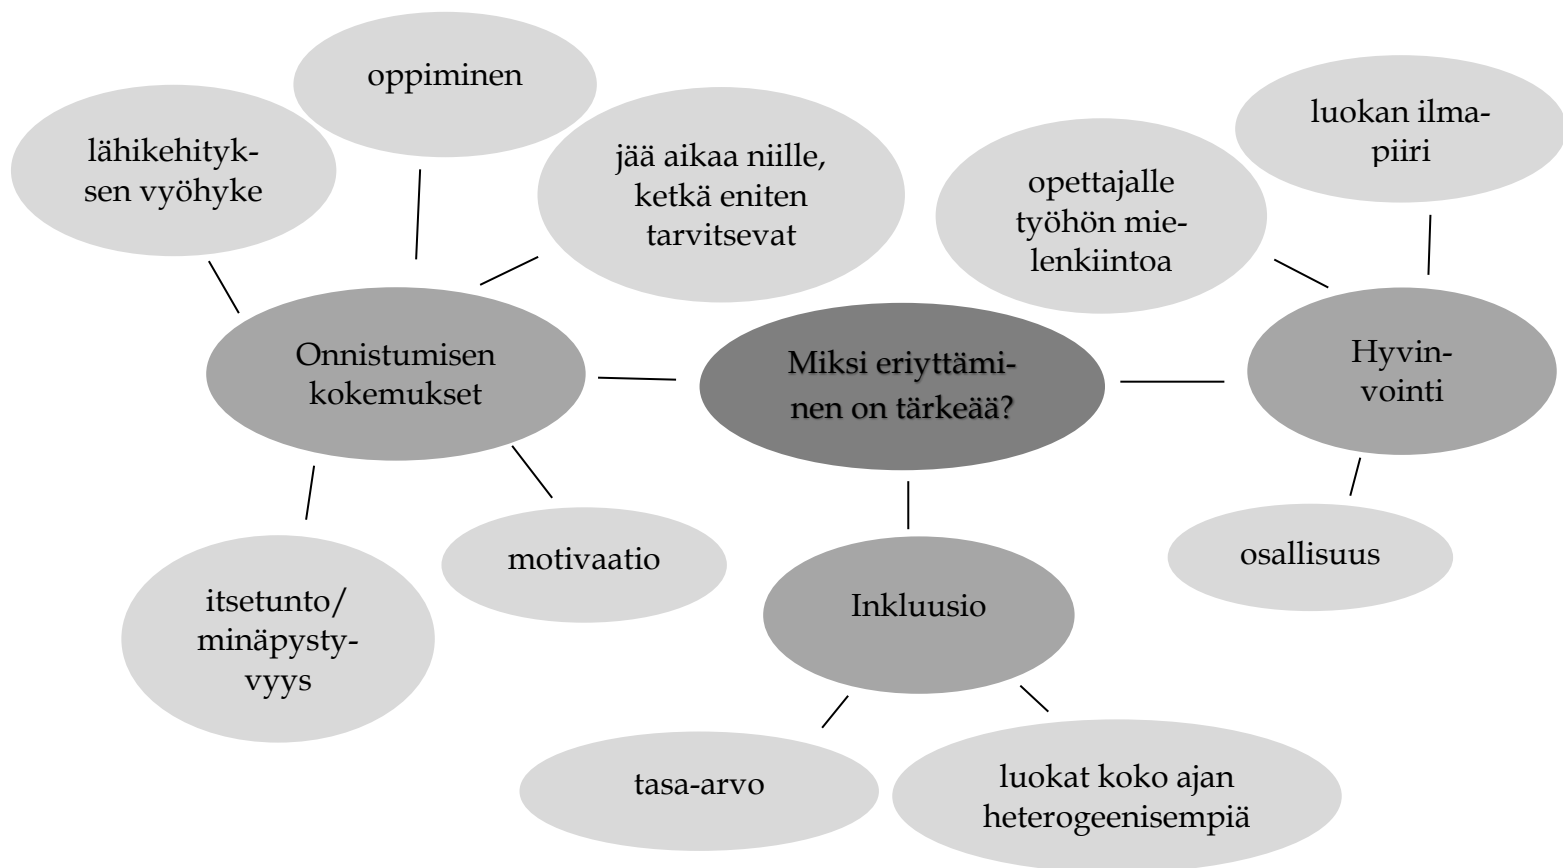 oppiminen
lähikehityk-
sen vyöhyke
jää aikaa niille,
ketkä eniten
tarvitsevat
opettajalle
työhön mie-
lenkiintoa
luokan ilma-
piiri
Onnistumisen
kokemukset
Miksi eriyttämi-
nen on tärkeää?
Hyvin-
vointi
itsetunto/
minäpysty-
vyys
motivaatio
Inkluusio
osallisuus
tasa-arvo
luokat koko ajan
heterogeenisempiä